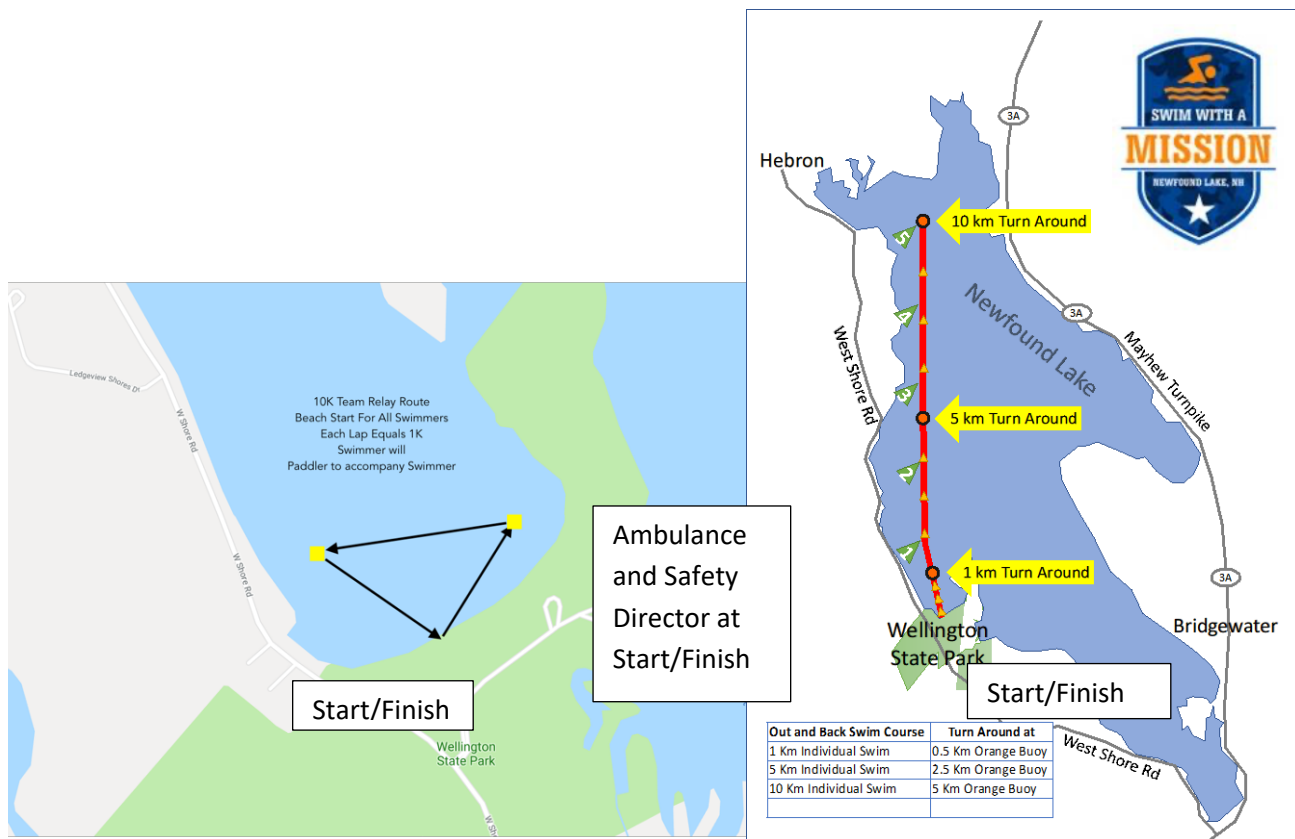 Ledgeview Shores Dr
W Shore Rd
W Shore Rd
10K Team Relay Route
Beach Start For All Swimmers
Each Lap Equals 1K
Swimmer will
Paddler to accompany Swimmer
Start/Finish
Wellington
State Park
W Shore Rd
Ambulance
and Safety
Director at
Start/Finish
SWIM WITH A
MISSION
NEWFOUND LAKE, NH
3A
Hebron
10 km Turn Around
5
Newfound Lake
3A
4
West Shore Rd
Mayhew Turnpike
3
5 km Turn Around
2
1
1 km Turn Around
3A
Wellington
State Park
Bridgewater
Start/Finish
West Shore Rd
Out and Back Swim Course Turn Around at
1 Km Individual Swim 0.5 Km Orange Buoy
5 Km Individual Swim 2.5 Km Orange Buoy
10 Km Individual Swim 5 Km Orange Buoy